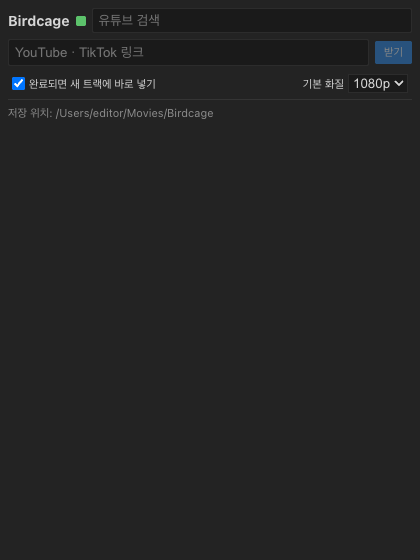 Birdcage 유튜브 검색
YouTube · TikTok 링크 받기
완료되면 새 트랙에 바로 넣기 기본 화질 1080p
저장 위치: /Users/editor/Movies/Birdcage